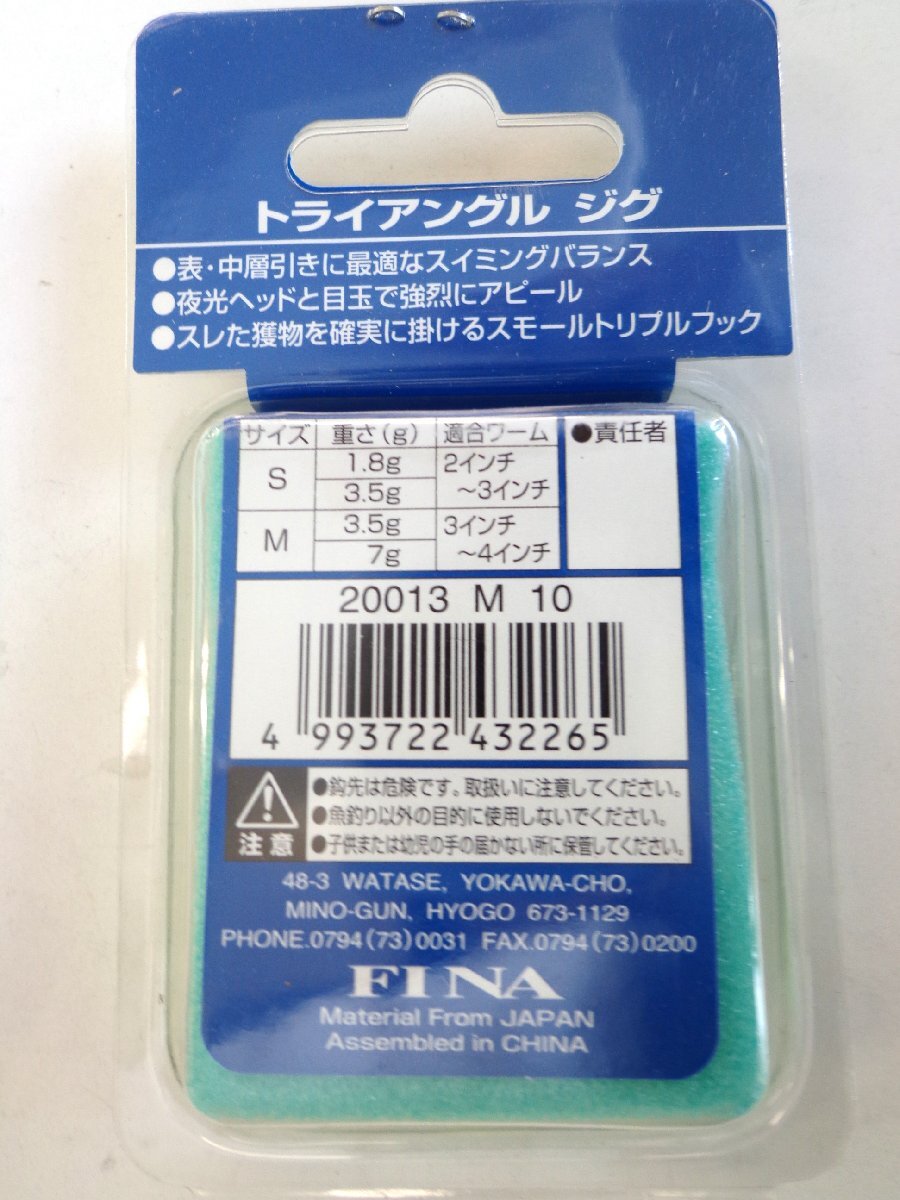 トライアングル ジグ
●表・中層引きに最適なスイミングバランス
●夜光ヘッドと目玉で強烈にアピール
●スレた獲物を確実に掛けるスモールトリプルフック
サイズ 重さ(g) 適合ワーム ●責任者
S 1.8g 2インチ
3.5g ～3インチ
M 3.5g 3インチ
7g ～4インチ
20013 M 10
4 993722 432265
注意
●鈎先は危険です。取扱いに注意してください。
●魚釣り以外の目的に使用しないでください。
●子供または幼児の手の届かない所に保管してください。
48-3 WATASE, YOKAWA-CHO,
MINO-GUN, HYOGO 673-1129
PHONE.0794(73)0031 FAX.0794(73)0200
FINA
Material From JAPAN
Assembled in CHINA